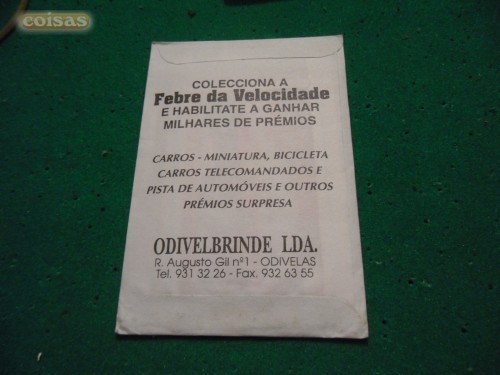 coisas
COLECCIONA A
Febre da Velocidade
E HABILITATE A GANHAR
MILHARES DE PRÉMIOS
CARROS - MINIATURA, BICICLETA
CARROS TELECOMANDADOS E
PISTA DE AUTOMÓVEIS E OUTROS
PRÉMIOS SURPRESA
ODIVELBRINDE LDA.
R. Augusto Gil nº1 - ODIVELAS
Tel. 931 32 26 - Fax. 932 63 55